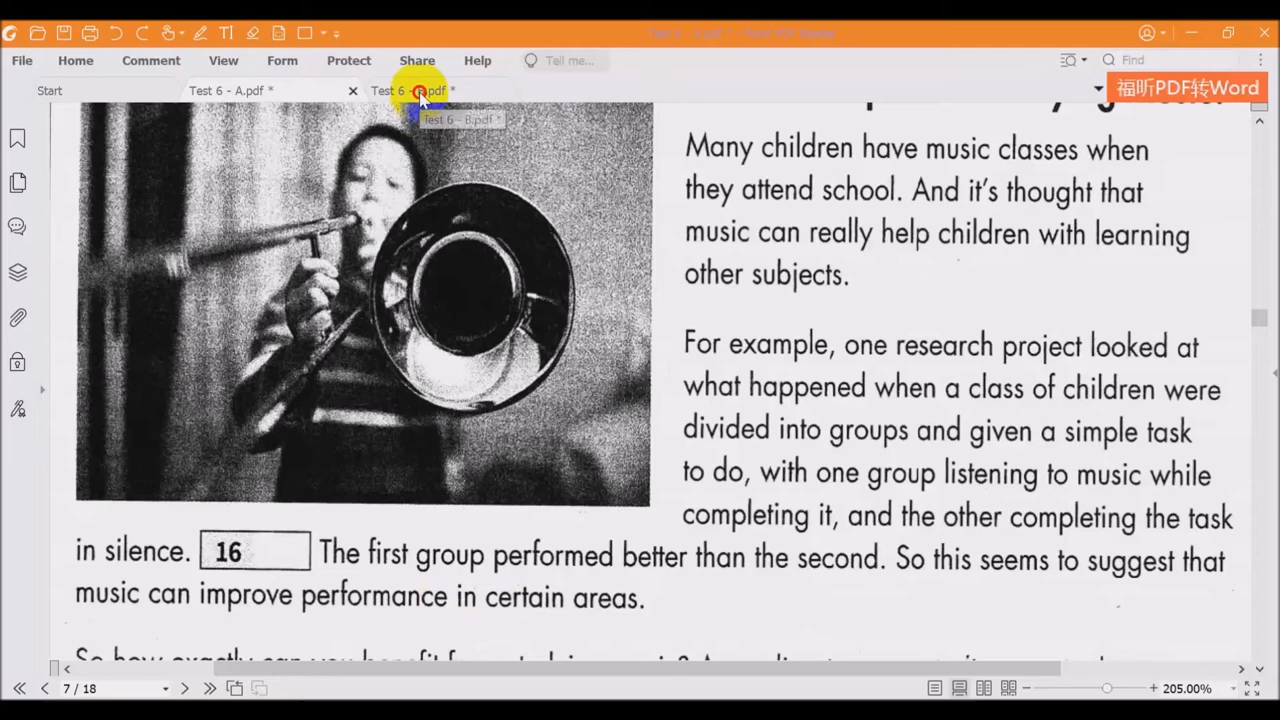 File Home Comment View Form Protect Share Help Tell me... Find
Start Test 6 - A.pdf * Test 6 - B.pdf * 福听PDF转Word
Test 6 - B.pdf *
Many children have music classes when
they attend school. And it's thought that
music can really help children with learning
other subjects.
For example, one research project looked at
what happened when a class of children were
divided into groups and given a simple task
to do, with one group listening to music while
completing it, and the other completing the task
in silence. 16 The first group performed better than the second. So this seems to suggest that
music can improve performance in certain areas.
7 / 18 205.00%